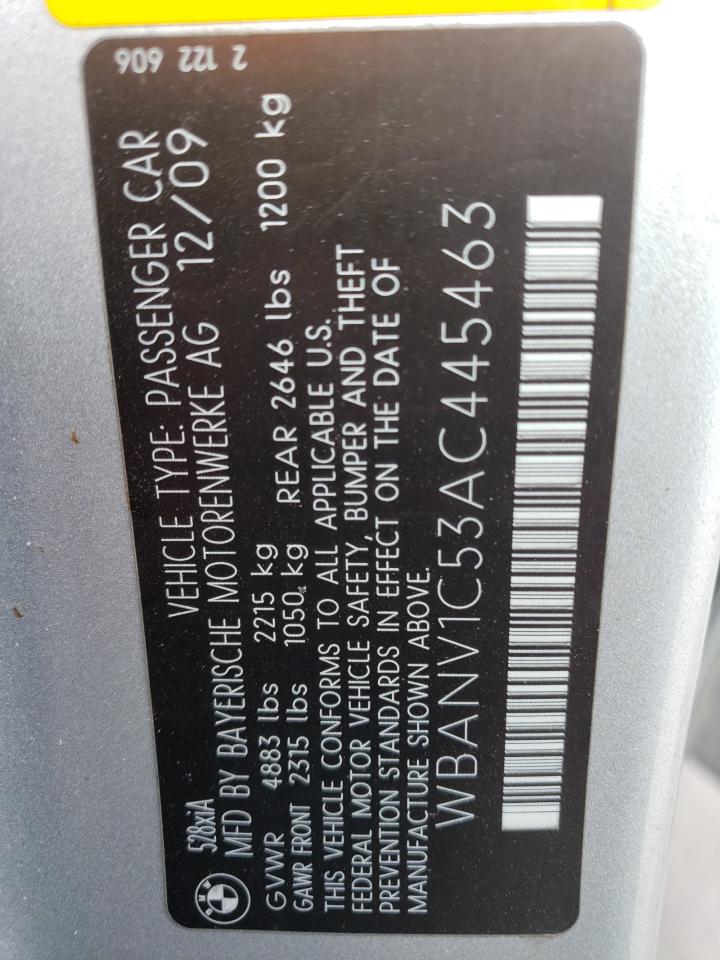 2 122 606
528xiA VEHICLE TYPE: PASSENGER CAR
MFD BY BAYERISCHE MOTORENWERKE AG 12/09
GVWR 4883 lbs 2215 kg
GAWR FRONT 2315 lbs 1050 kg REAR 2646 lbs 1200 kg
THIS VEHICLE CONFORMS TO ALL APPLICABLE U.S.
FEDERAL MOTOR VEHICLE SAFETY, BUMPER AND THEFT
PREVENTION STANDARDS IN EFFECT ON THE DATE OF
MANUFACTURE SHOWN ABOVE.
WBANV1C53AC445463
BMW